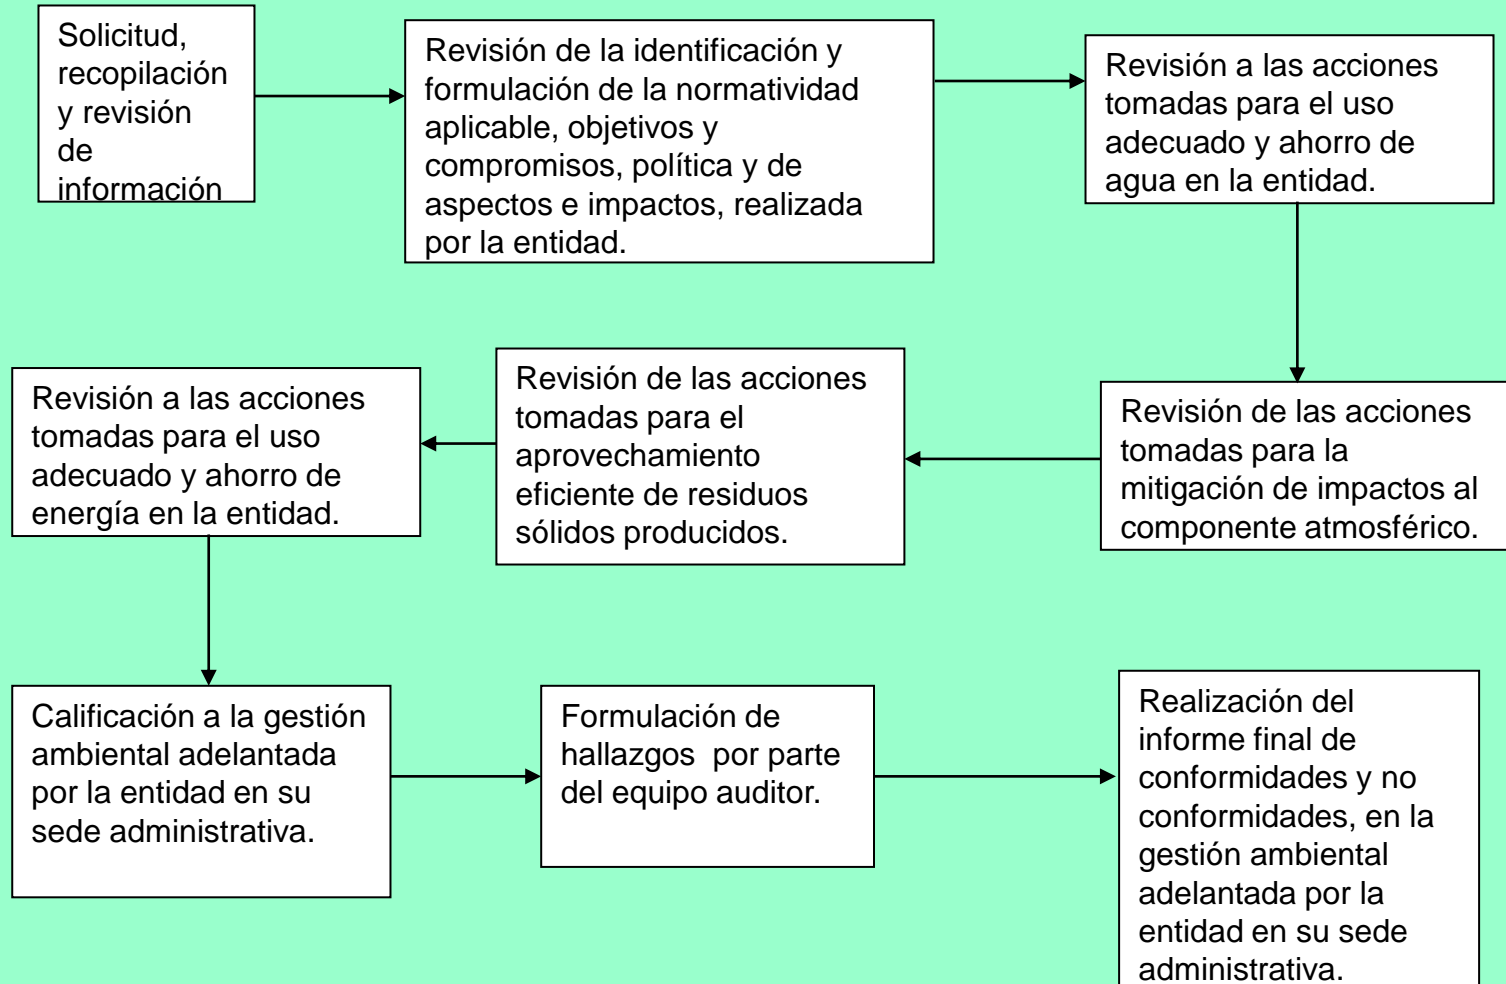 Solicitud,
recopilación
y revisión
de
información
Revisión de la identificación y
formulación de la normatividad
aplicable, objetivos y
compromisos, política y de
aspectos e impactos, realizada
por la entidad.
Revisión a las acciones
tomadas para el uso
adecuado y ahorro de
agua en la entidad.
Revisión de las acciones
tomadas para la
mitigación de impactos al
componente atmosférico.
Revisión de las acciones
tomadas para el
aprovechamiento
eficiente de residuos
sólidos producidos.
Revisión a las acciones
tomadas para el uso
adecuado y ahorro de
energía en la entidad.
Calificación a la gestión
ambiental adelantada
por la entidad en su
sede administrativa.
Formulación de
hallazgos  por parte
del equipo auditor.
Realización del
informe final de
conformidades y no
conformidades, en la
gestión ambiental
adelantada por la
entidad en su sede
administrativa.